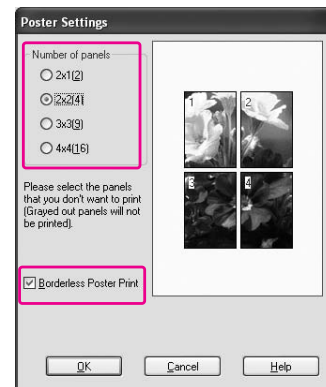 Poster Settings
Number of panels
2x1(2)
2x2(4)
3x3(9)
4x4(16)
1 2
3 4
Please select the panels
that you don't want to print
(Grayed out panels will not
be printed).
Borderless Poster Print
OK Cancel Help